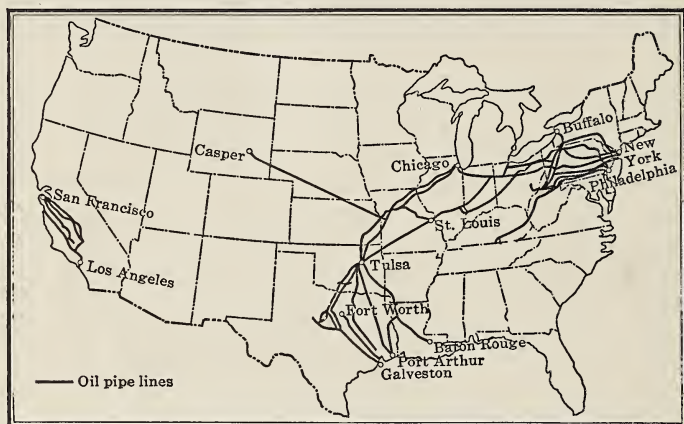 Buffalo
Casper
Chicago
New
York
Philadelphia
San Francisco
St. Louis
Los Angeles
Tulsa
Fort Worth
Baton Rouge
Port Arthur
Galveston
Oil pipe lines